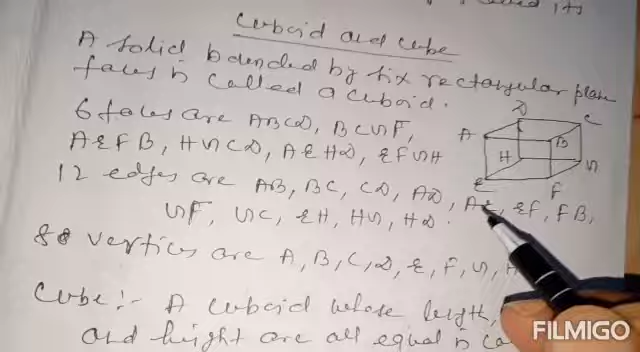 its
Cuboid and cube
A solid bounded by six rectangular plane
faces is called a cuboid.
6 faces are ABCD, BCGF,
AEFB, HGCD, AEHD, EFGH
12 edges are AB, BC, CD, AD, AE, EF, FB,
GF, GC, EH, HG, HD.
8 vertices are A, B, C, D, E, F, G, H
Cube :- A cuboid whose length,
and height are all equal is ca
D
C
A
B
H
G
E
F
FILMIGO